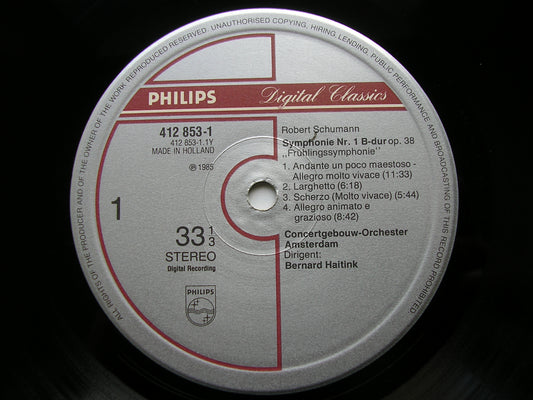 ALL RIGHTS OF THE PRODUCER AND OF THE OWNER OF THE WORK REPRODUCED RESERVED. UNAUTHORISED COPYING, HIRING, LENDING, PUBLIC PERFORMANCE AND BROADCASTING OF THIS RECORD PROHIBITED.
PHILIPS Digital Classics
412 853-1
412 853-1.1Y
MADE IN HOLLAND
℗ 1985
1
33 1/3
STEREO
Digital Recording
PHILIPS
Robert Schumann
Symphonie Nr. 1 B-dur op. 38
„Frühlingssymphonie"
1. Andante un poco maestoso -
Allegro molto vivace (11:33)
2. Larghetto (6:18)
3. Scherzo (Molto vivace) (5:44)
4. Allegro animato e
grazioso (8:42)
Concertgebouw-Orchester
Amsterdam
Dirigent:
Bernard Haitink